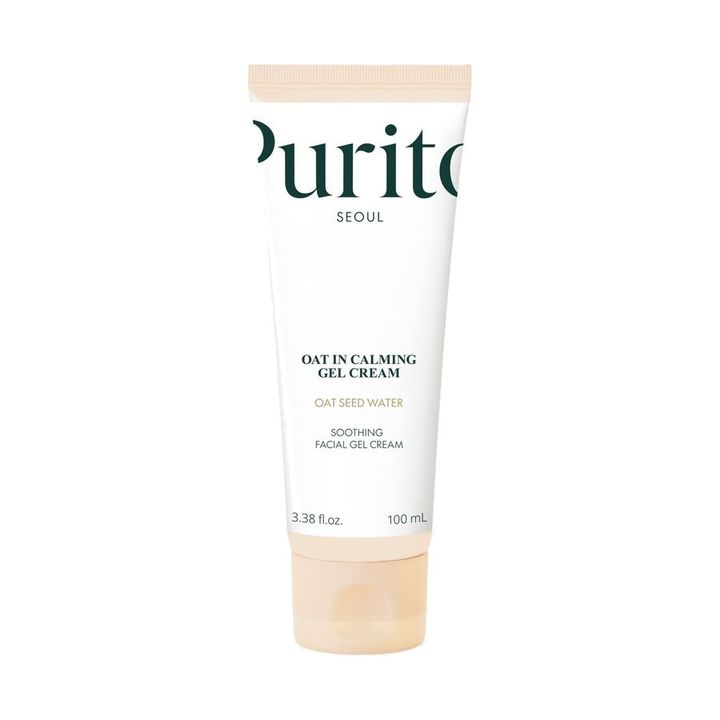 Purito
SEOUL
OAT IN CALMING
GEL CREAM
OAT SEED WATER
SOOTHING
FACIAL GEL CREAM
3.38 fl.oz. 100 mL